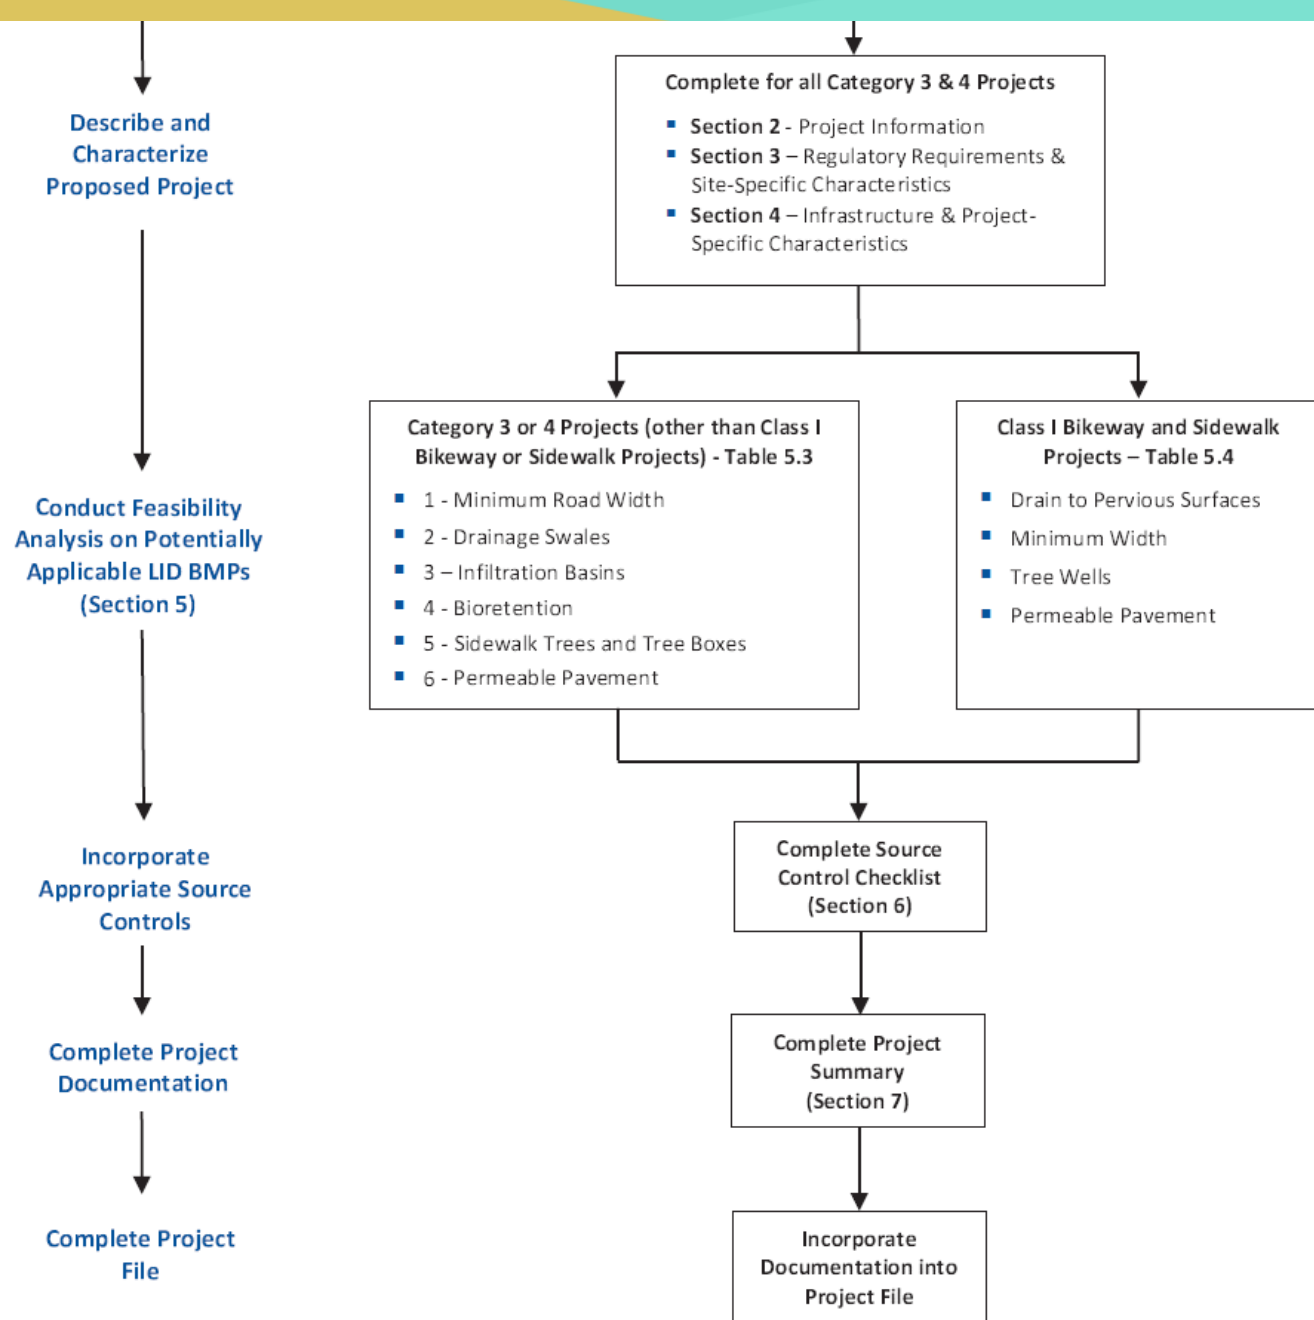 Describe and
Characterize
Proposed Project
Complete for all Category 3 & 4 Projects
▪ Section 2 - Project Information
▪ Section 3 – Regulatory Requirements &
Site-Specific Characteristics
▪ Section 4 – Infrastructure & Project-
Specific Characteristics
Conduct Feasibility
Analysis on Potentially
Applicable LID BMPs
(Section 5)
Category 3 or 4 Projects (other than Class I
Bikeway or Sidewalk Projects) - Table 5.3
▪ 1 - Minimum Road Width
▪ 2 - Drainage Swales
▪ 3 – Infiltration Basins
▪ 4 - Bioretention
▪ 5 - Sidewalk Trees and Tree Boxes
▪ 6 - Permeable Pavement
Class I Bikeway and Sidewalk
Projects – Table 5.4
▪ Drain to Pervious Surfaces
▪ Minimum Width
▪ Tree Wells
▪ Permeable Pavement
Incorporate
Appropriate Source
Controls
Complete Source
Control Checklist
(Section 6)
Complete Project
Documentation
Complete Project
Summary
(Section 7)
Complete Project
File
Incorporate
Documentation into
Project File